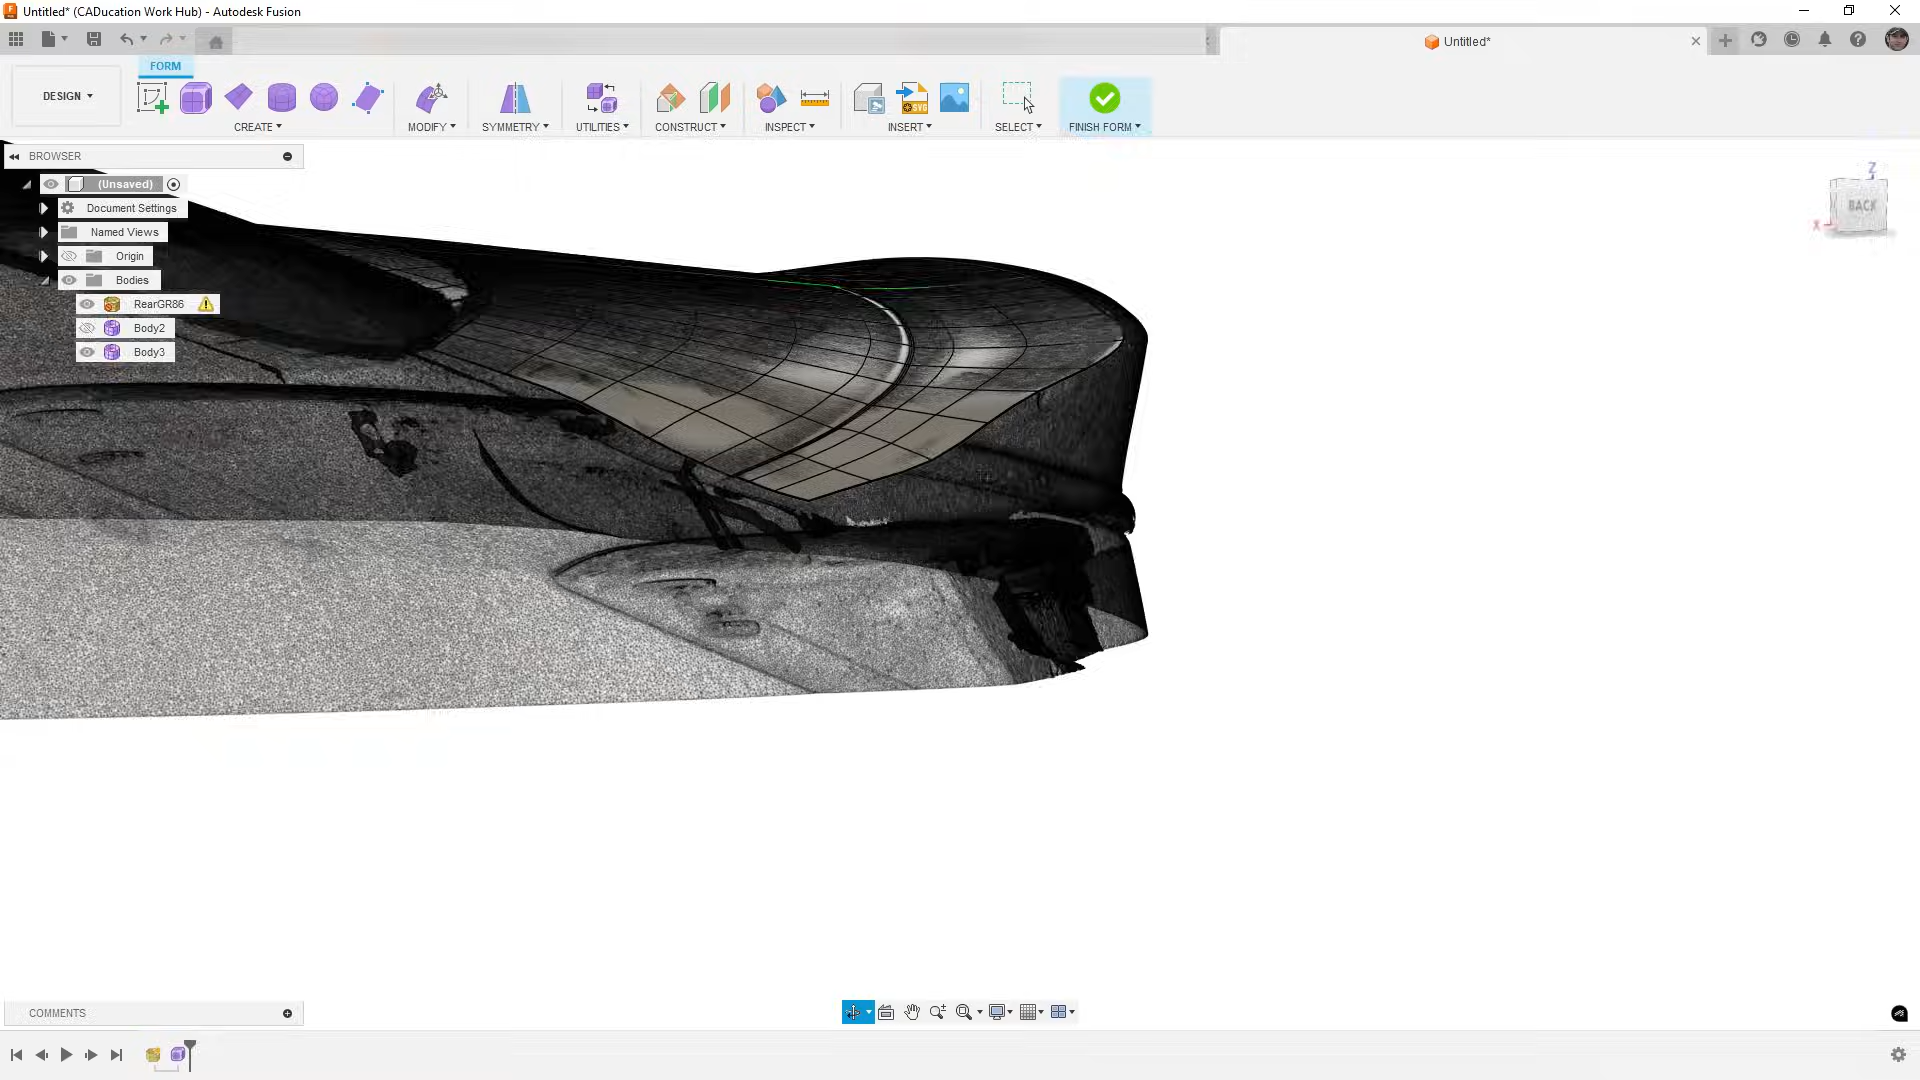 Untitled* (CADucation Work Hub) - Autodesk Fusion
Untitled*
FORM
DESIGN
CREATE
MODIFY
SYMMETRY
UTILITIES
CONSTRUCT
INSPECT
INSERT
SELECT
FINISH FORM
SVG
BROWSER
(Unsaved)
Document Settings
Named Views
Origin
Bodies
RearGR86
Body2
Body3
Z
BACK
X
COMMENTS